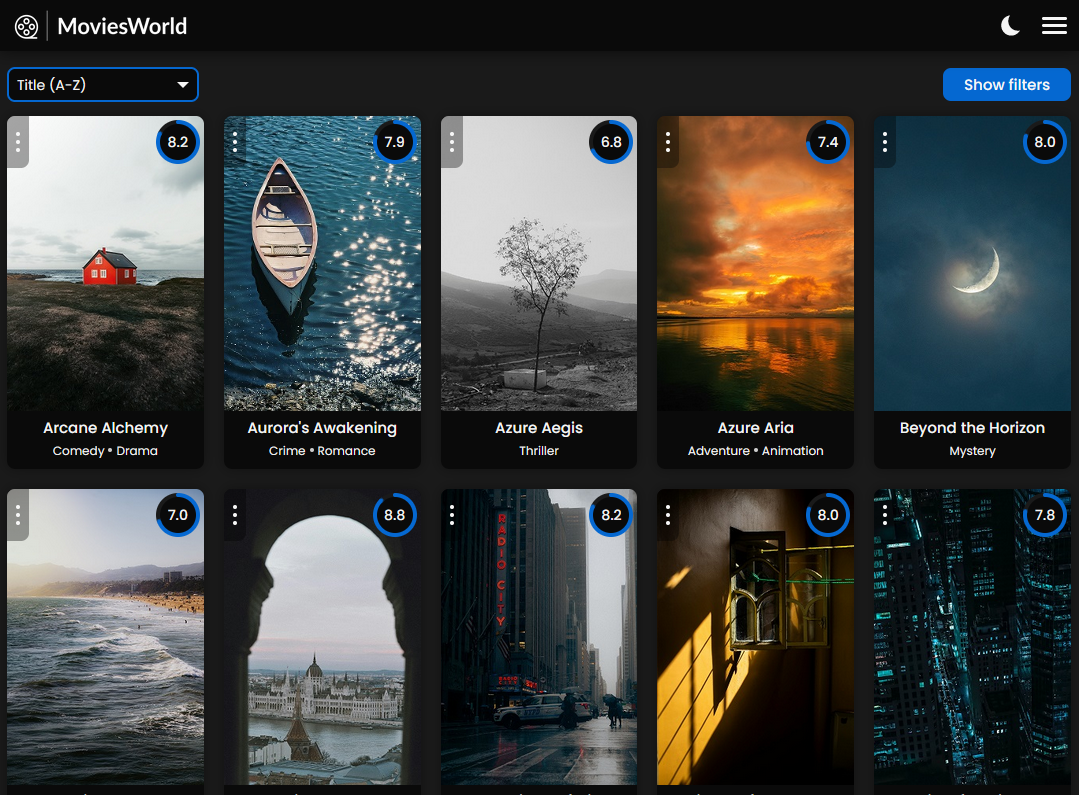 MoviesWorld
Title (A-Z)
Show filters
8.2
7.9
6.8
7.4
8.0
Arcane Alchemy
Aurora's Awakening
Azure Aegis
Azure Aria
Beyond the Horizon
Comedy • Drama
Crime • Romance
Thriller
Adventure • Animation
Mystery
7.0
8.8
8.2
8.0
7.8
RADIO CITY